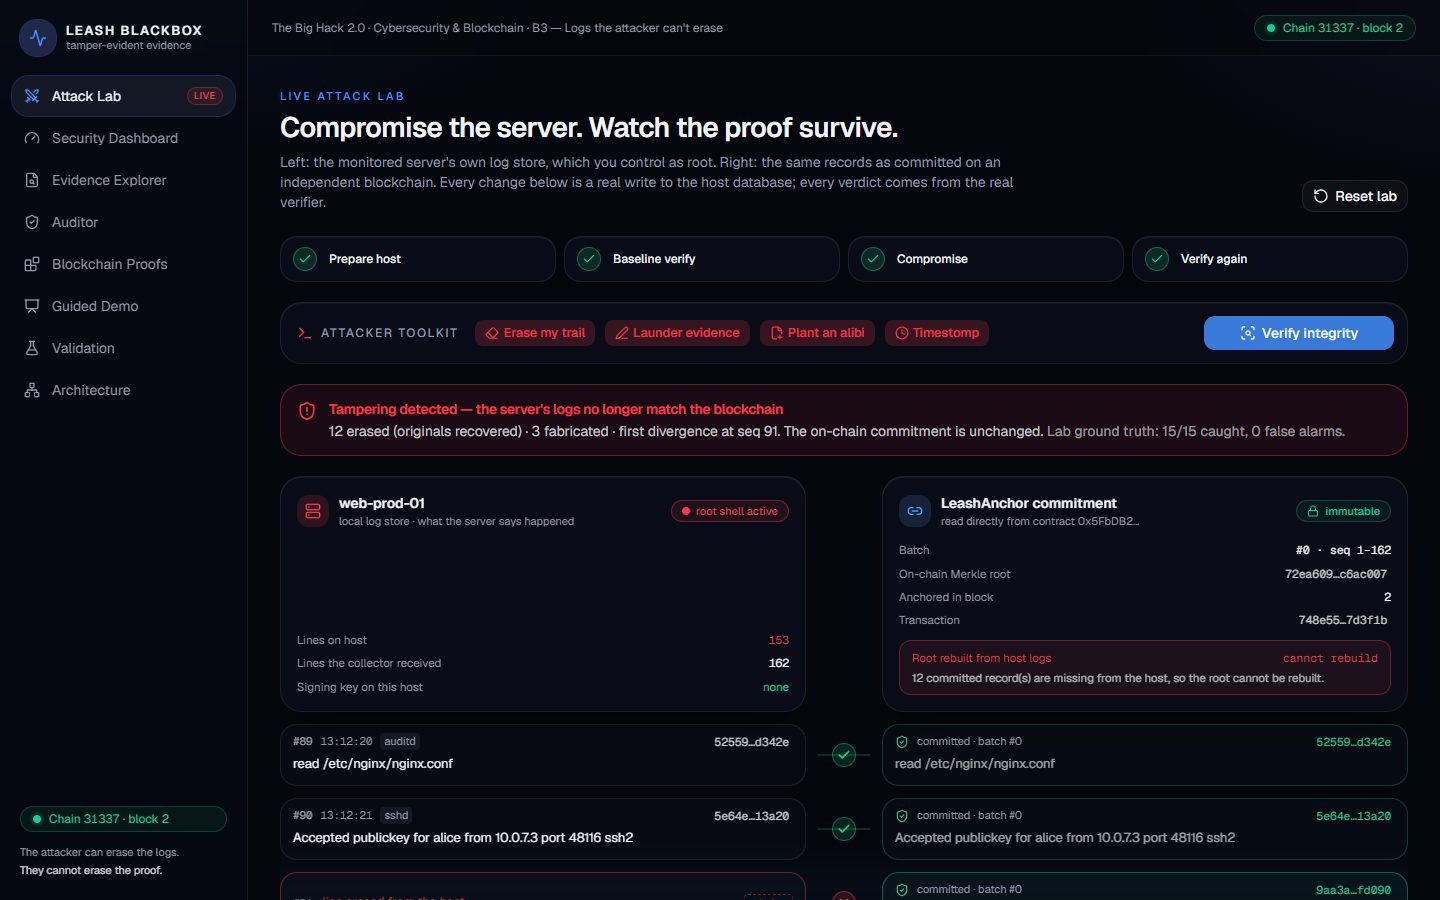 LEASH BLACKBOX
tamper-evident evidence
Attack Lab
LIVE
Security Dashboard
Evidence Explorer
Auditor
Blockchain Proofs
Guided Demo
Validation
Architecture
Chain 31337 · block 2
The attacker can erase the logs.
They cannot erase the proof.
The Big Hack 2.0 · Cybersecurity & Blockchain · B3 — Logs the attacker can't erase
Chain 31337 · block 2
LIVE ATTACK LAB
Compromise the server. Watch the proof survive.
Left: the monitored server's own log store, which you control as root. Right: the same records as committed on an
independent blockchain. Every change below is a real write to the host database; every verdict comes from the real
verifier.
Reset lab
Prepare host
Baseline verify
Compromise
Verify again
ATTACKER TOOLKIT
Erase my trail
Launder evidence
Plant an alibi
Timestomp
Verify integrity
Tampering detected — the server's logs no longer match the blockchain
12 erased (originals recovered) · 3 fabricated · first divergence at seq 91. The on-chain commitment is unchanged. Lab ground truth: 15/15 caught, 0 false alarms.
web-prod-01
local log store · what the server says happened
root shell active
Lines on host 153
Lines the collector received 162
Signing key on this host none
LeashAnchor commitment
read directly from contract 0x5FbDB2…
immutable
Batch #0 · seq 1–162
On-chain Merkle root 72ea609…c6ac007
Anchored in block 2
Transaction 748e55…7d3f1b
Root rebuilt from host logs cannot rebuild
12 committed record(s) are missing from the host, so the root cannot be rebuilt.
#89 13:12:20 auditd 52559…d342e
read /etc/nginx/nginx.conf
committed · batch #0 52559…d342e
read /etc/nginx/nginx.conf
#90 13:12:21 sshd 5e64e…13a20
Accepted publickey for alice from 10.0.7.3 port 48116 ssh2
committed · batch #0 5e64e…13a20
Accepted publickey for alice from 10.0.7.3 port 48116 ssh2
committed · batch #0 9aa3a…fd090